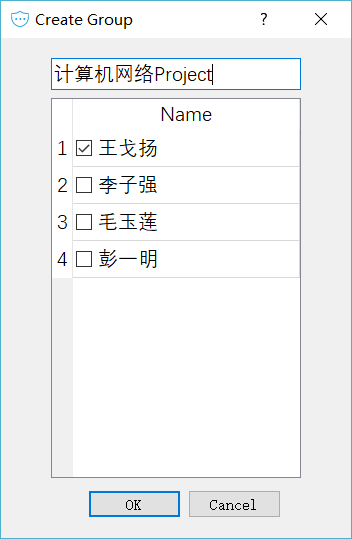 Create Group
?
计算机网络Project
Name
1 王戈扬
2 李子强
3 毛玉莲
4 彭一明
OK Cancel